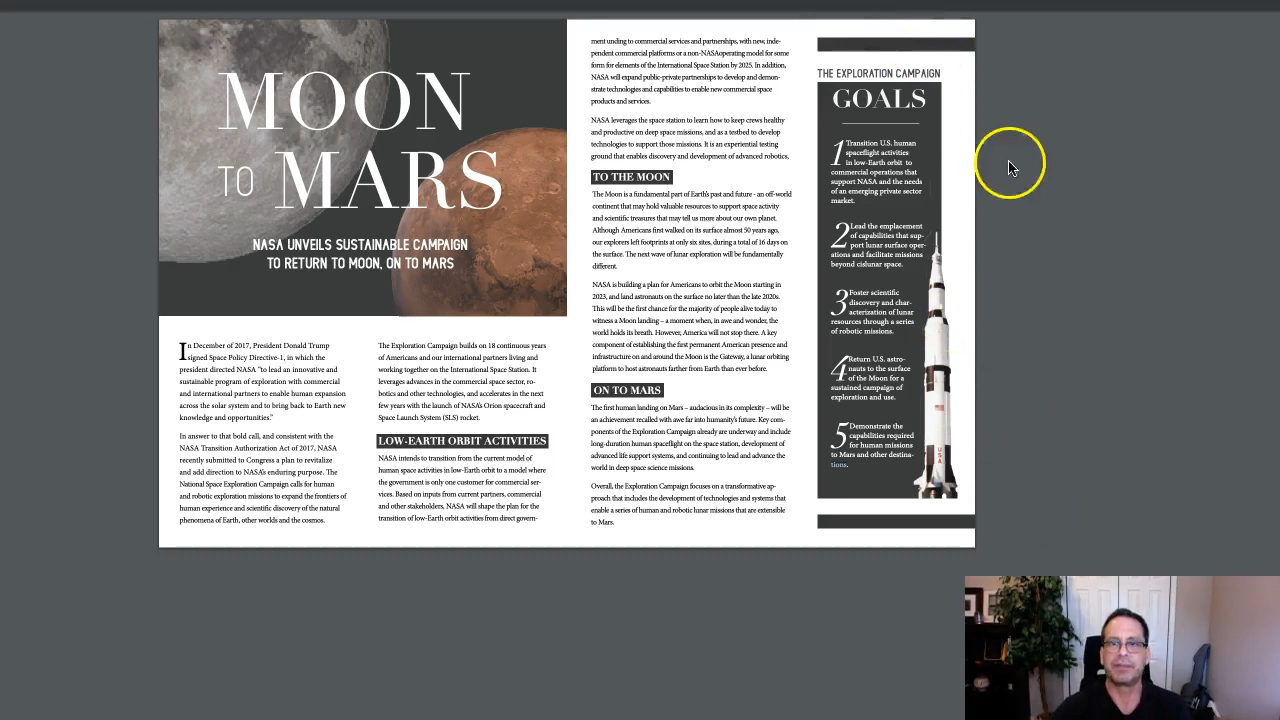 MOON
TO MARS
NASA UNVEILS SUSTAINABLE CAMPAIGN
TO RETURN TO MOON, ON TO MARS
In December of 2017, President Donald Trump
signed Space Policy Directive-1, in which the
president directed NASA "to lead an innovative and
sustainable program of exploration with commercial
and international partners to enable human expansion
across the solar system and to bring back to Earth new
knowledge and opportunities."
In answer to that bold call, and consistent with the
NASA Transition Authorization Act of 2017, NASA
recently submitted to Congress a plan to revitalize
and add direction to NASA's enduring purpose. The
National Space Exploration Campaign calls for human
and robotic exploration missions to expand the frontiers of
human experience and scientific discovery of the natural
phenomena of Earth, other worlds and the cosmos.
The Exploration Campaign builds on 18 continuous years
of Americans and our international partners living and
working together on the International Space Station. It
leverages advances in the commercial space sector, ro-
botics and other technologies, and accelerates in the next
few years with the launch of NASA's Orion spacecraft and
Space Launch System (SLS) rocket.
LOW-EARTH ORBIT ACTIVITIES
NASA intends to transition from the current model of
human space activities in low-Earth orbit to a model where
the government is only one customer for commercial ser-
vices. Based on inputs from current partners, commercial
and other stakeholders, NASA will shape the plan for the
transition of low-Earth orbit activities from direct govern-
ment unding to commercial services and partnerships, with new, inde-
pendent commercial platforms or a non-NASAoperating model for some
form for elements of the International Space Station by 2025. In addition,
NASA will expand public-private partnerships to develop and demon-
strate technologies and capabilities to enable new commercial space
products and services.
NASA leverages the space station to learn how to keep crews healthy
and productive on deep space missions, and as a testbed to develop
technologies to support those missions. It is an experiential testing
ground that enables discovery and development of advanced robotics,
TO THE MOON
The Moon is a fundamental part of Earth's past and future - an off-world
continent that may hold valuable resources to support space activity
and scientific treasures that may tell us more about our own planet.
Although Americans first walked on its surface almost 50 years ago,
our explorers left footprints at only six sites, during a total of 16 days on
the surface. The next wave of lunar exploration will be fundamentally
different.
NASA is building a plan for Americans to orbit the Moon starting in
2023, and land astronauts on the surface no later than the late 2020s.
This will be the first chance for the majority of people alive today to
witness a Moon landing – a moment when, in awe and wonder, the
world holds its breath. However, America will not stop there. A key
component of establishing the first permanent American presence and
infrastructure on and around the Moon is the Gateway, a lunar orbiting
platform to host astronauts farther from Earth than ever before.
ON TO MARS
The first human landing on Mars – audacious in its complexity – will be
an achievement recalled with awe far into humanity's future. Key com-
ponents of the Exploration Campaign already are underway and include
long-duration human spaceflight on the space station, development of
advanced life support systems, and continuing to lead and advance the
world in deep space science missions.
Overall, the Exploration Campaign focuses on a transformative ap-
proach that includes the development of technologies and systems that
enable a series of human and robotic lunar missions that are extensible
to Mars.
THE EXPLORATION CAMPAIGN
GOALS
1 Transition U.S. human
spaceflight activities
in low-Earth orbit to
commercial operations that
support NASA and the needs
of an emerging private sector
market.
2 Lead the emplacement
of capabilities that sup-
port lunar surface oper-
ations and facilitate missions
beyond cislunar space.
3 Foster scientific
discovery and char-
acterization of lunar
resources through a series
of robotic missions.
4 Return U.S. astro-
nauts to the surface
of the Moon for a
sustained campaign of
exploration and use.
5 Demonstrate the
capabilities required
for human missions
to Mars and other destina-
tions.
USA